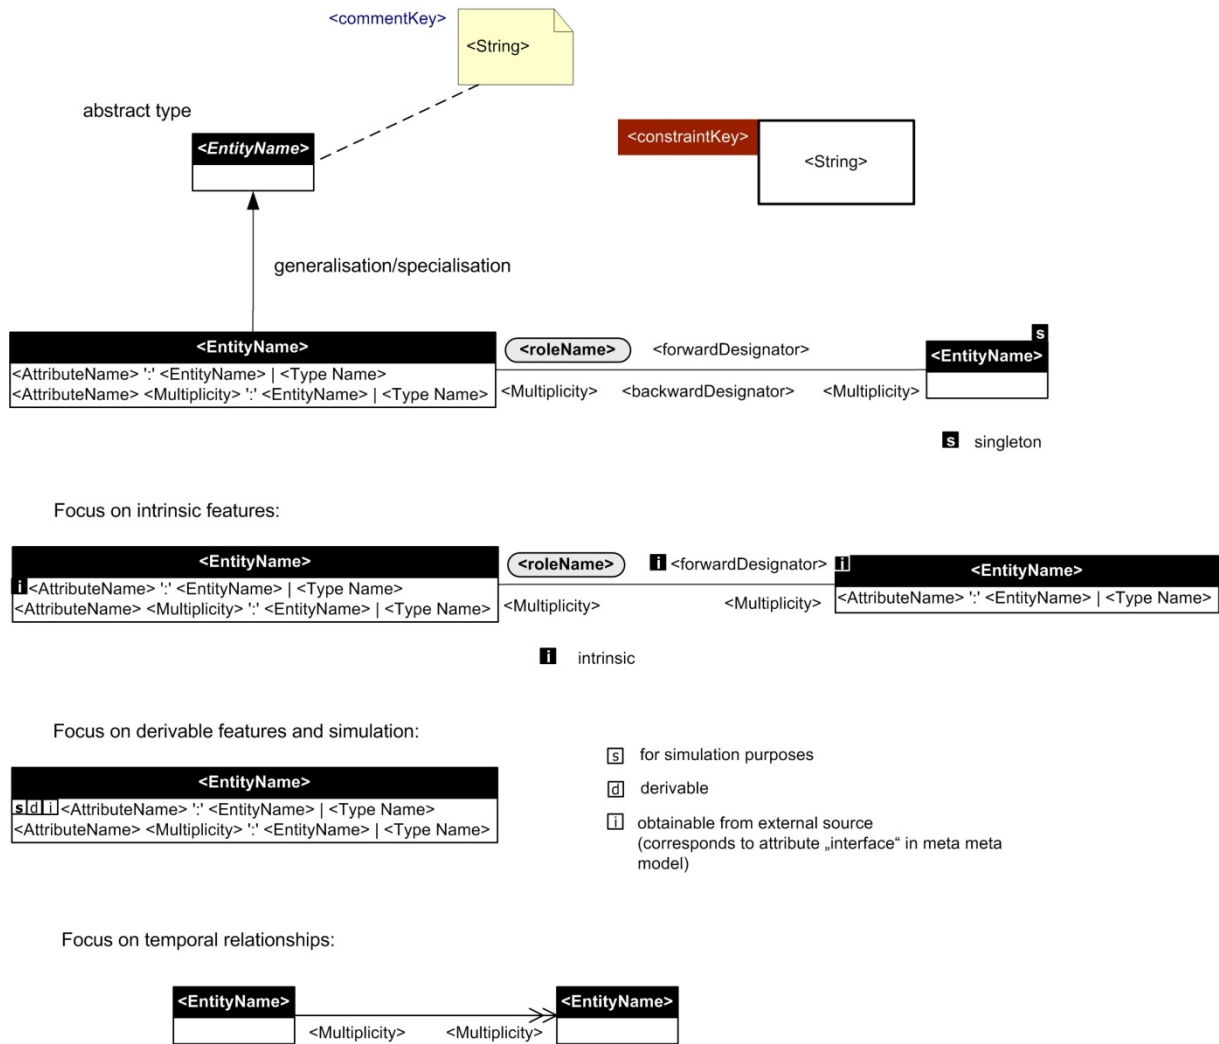 <commentKey>
<String>
abstract type
<EntityName>
<constraintKey>
<String>
generalisation/specialisation
<EntityName>
<AttributeName> ':' <EntityName> | <Type Name>
<AttributeName> <Multiplicity> ':' <EntityName> | <Type Name>
<roleName> <forwardDesignator>
<Multiplicity> <backwardDesignator> <Multiplicity>
s
<EntityName>
s singleton
Focus on intrinsic features:
<EntityName>
i <AttributeName> ':' <EntityName> | <Type Name>
<AttributeName> <Multiplicity> ':' <EntityName> | <Type Name>
<roleName> i <forwardDesignator>
<Multiplicity> <Multiplicity>
i <EntityName>
<AttributeName> ':' <EntityName> | <Type Name>
i intrinsic
Focus on derivable features and simulation:
<EntityName>
s d i <AttributeName> ':' <EntityName> | <Type Name>
<AttributeName> <Multiplicity> ':' <EntityName> | <Type Name>
s for simulation purposes
d derivable
i obtainable from external source
(corresponds to attribute „interface“ in meta meta
model)
Focus on temporal relationships:
<EntityName>
<Multiplicity> <Multiplicity>
<EntityName>